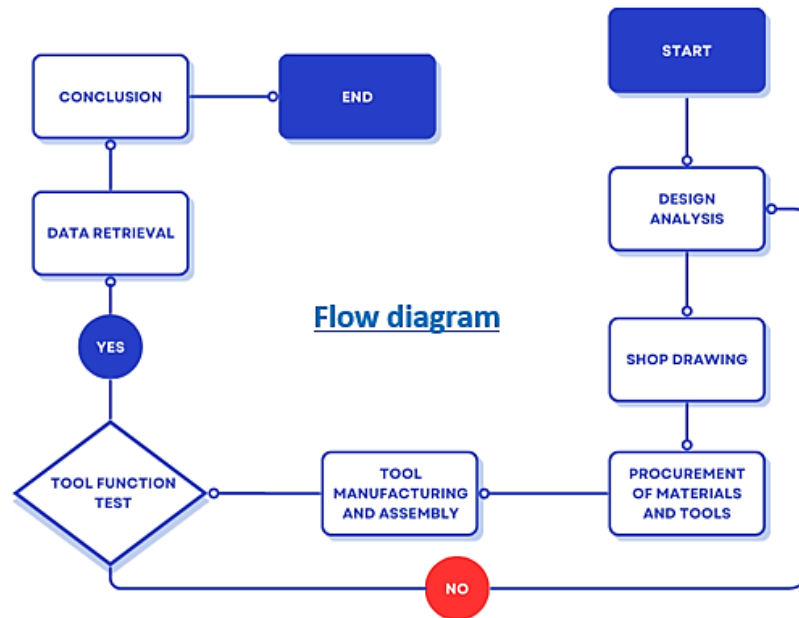 START
CONCLUSION
END
DESIGN
ANALYSIS
DATA RETRIEVAL
Flow diagram
YES
SHOP DRAWING
TOOL FUNCTION
TEST
TOOL
MANUFACTURING
AND ASSEMBLY
PROCUREMENT
OF MATERIALS
AND TOOLS
NO